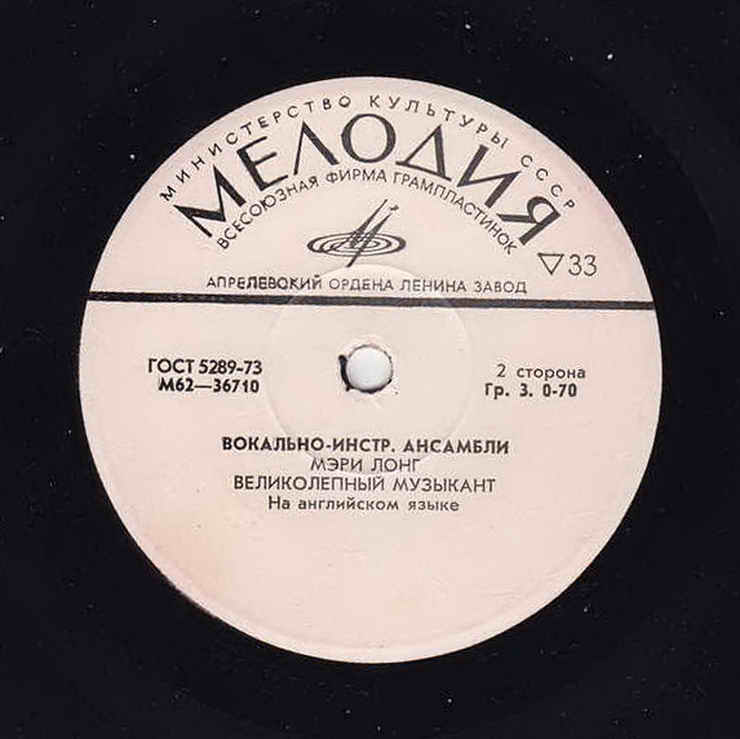 МИНИСТЕРСТВО КУЛЬТУРЫ СССР
МЕЛОДИЯ
ВСЕСОЮЗНАЯ ФИРМА ГРАМПЛАСТИНОК
▽33
АПРЕЛЕВСКИЙ ОРДЕНА ЛЕНИНА ЗАВОД
ГОСТ 5289-73
М62—36710
2 сторона
Гр. 3. 0-70
ВОКАЛЬНО-ИНСТР. АНСАМБЛИ
МЭРИ ЛОНГ
ВЕЛИКОЛЕПНЫЙ МУЗЫКАНТ
На английском языке